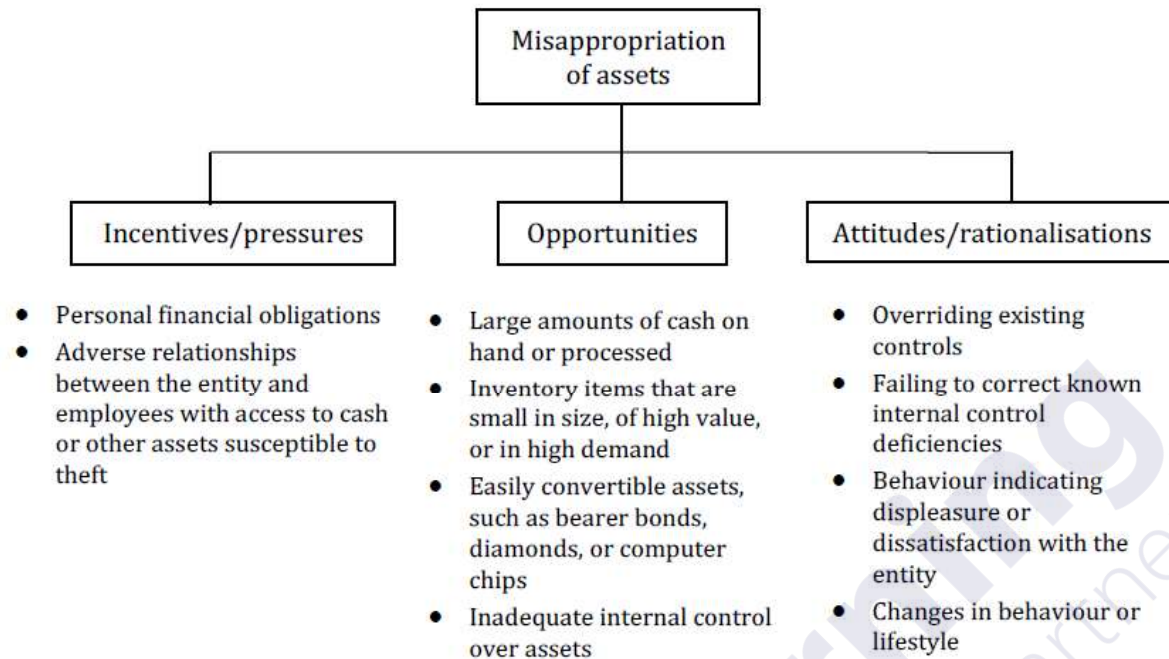 Misappropriation
of assets
Incentives/pressures
● Personal financial obligations
● Adverse relationships
between the entity and
employees with access to cash
or other assets susceptible to
theft
Opportunities
● Large amounts of cash on
hand or processed
● Inventory items that are
small in size, of high value,
or in high demand
● Easily convertible assets,
such as bearer bonds,
diamonds, or computer
chips
● Inadequate internal control
over assets
Attitudes/rationalisations
● Overriding existing
controls
● Failing to correct known
internal control
deficiencies
● Behaviour indicating
displeasure or
dissatisfaction with the
entity
● Changes in behaviour or
lifestyle